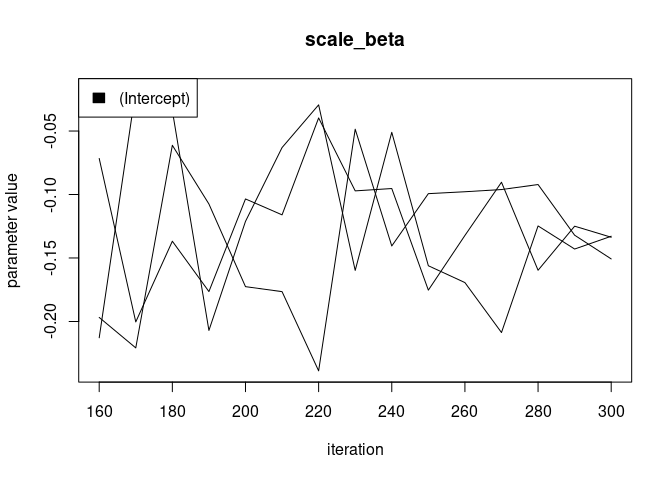 scale_beta
(Intercept)
parameter value
-0.05
-0.10
-0.15
-0.20
160 180 200 220 240 260 280 300
iteration